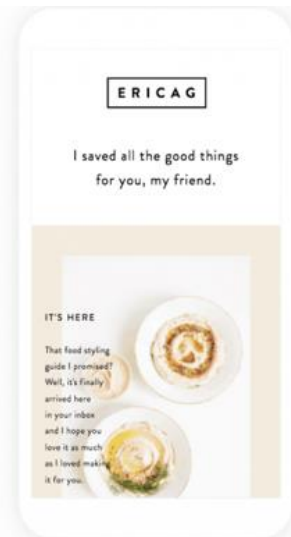 ERICAG
I saved all the good things
for you, my friend.
IT'S HERE
That food styling
guide I promised?
Well, it's finally
arrived here
in your inbox
and I hope you
love it as much
as I loved making
it for you.